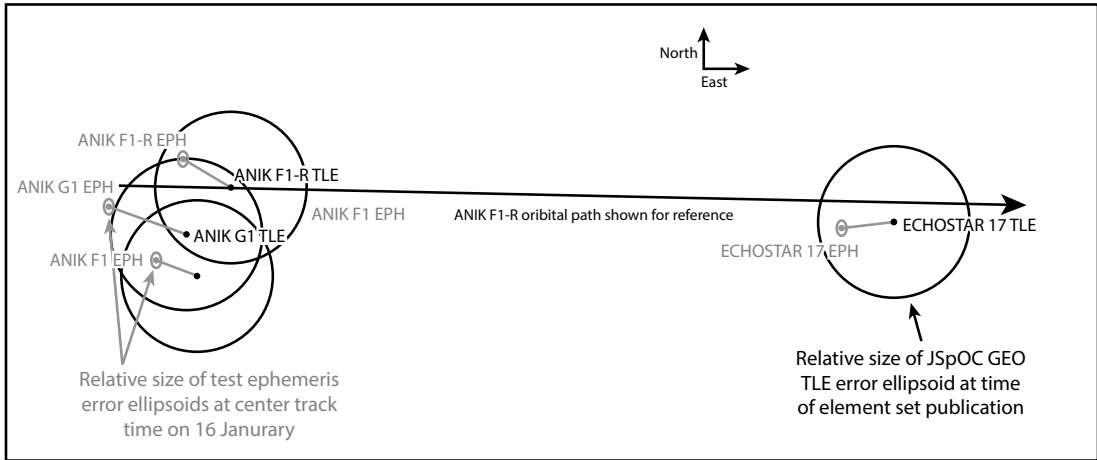 North
East
ANIK F1-R EPH
ANIK F1-R TLE
ANIK G1 EPH
ANIK F1 EPH
ANIK F1-R oribital path shown for reference
ANIK G1 TLE
ECHOSTAR 17 TLE
ECHOSTAR 17 EPH
ANIK F1 EPH
Relative size of test ephemeris
error ellipsoids at center track
time on 16 Janurary
Relative size of JSpOC GEO
TLE error ellipsoid at time
of element set publication